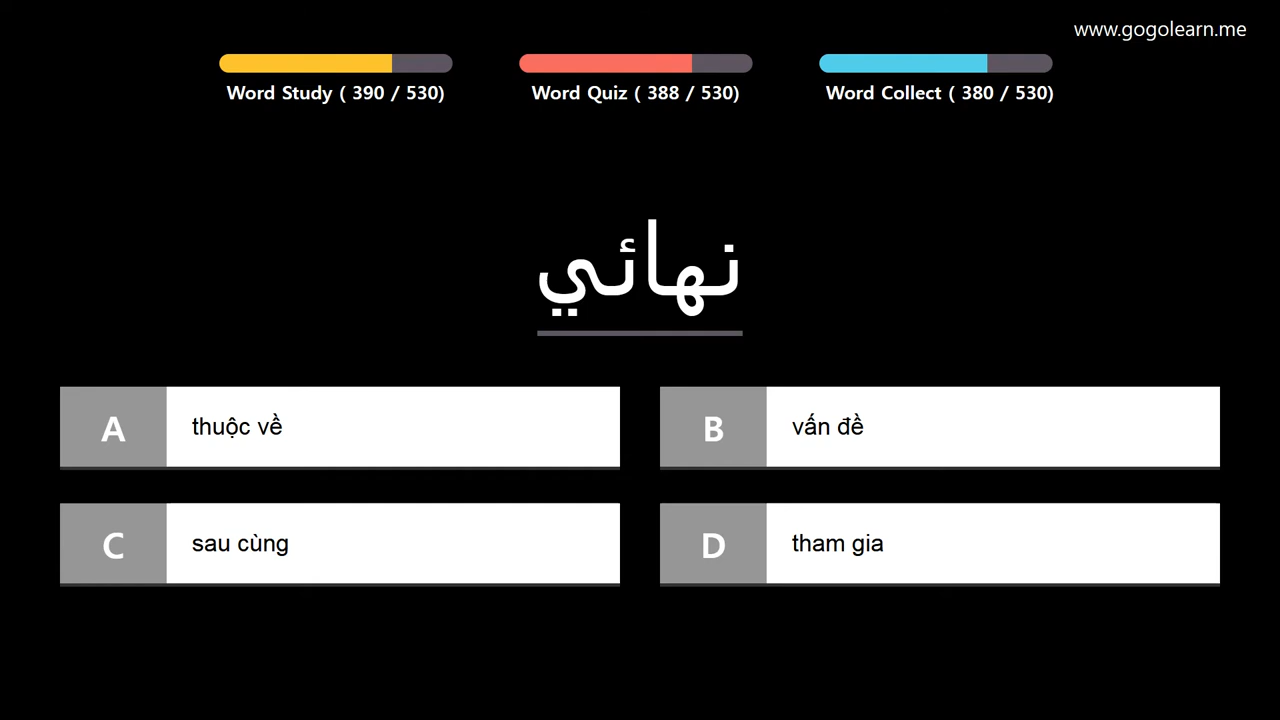 www.gogolearn.me
Word Study ( 390 / 530)
Word Quiz ( 388 / 530)
Word Collect ( 380 / 530)
نهائي
A
thuộc về
B
vấn đề
C
sau cùng
D
tham gia